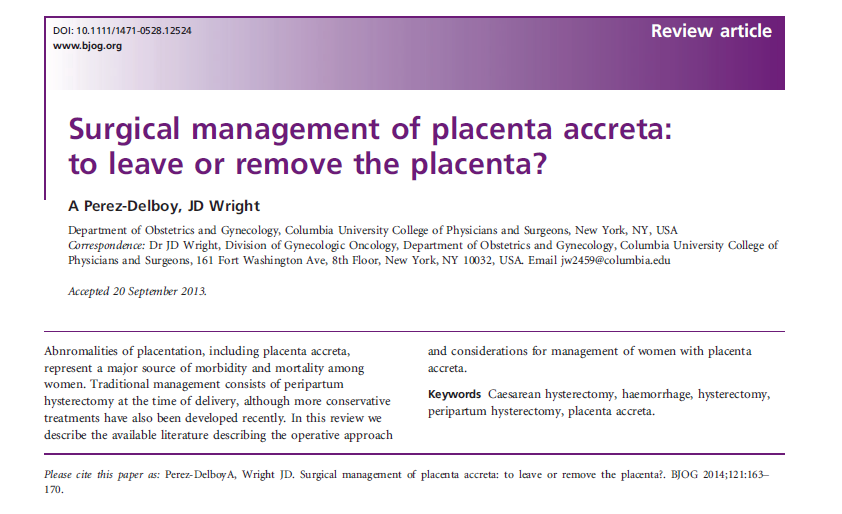 DOI: 10.1111/1471-0528.12524
www.bjog.org
Review article
Surgical management of placenta accreta:
to leave or remove the placenta?
A Perez-Delboy, JD Wright
Department of Obstetrics and Gynecology, Columbia University College of Physicians and Surgeons, New York, NY, USA
Correspondence: Dr JD Wright, Division of Gynecologic Oncology, Department of Obstetrics and Gynecology, Columbia University College of
Physicians and Surgeons, 161 Fort Washington Ave, 8th Floor, New York, NY 10032, USA. Email jw2459@columbia.edu
Accepted 20 September 2013.
Abnromalities of placentation, including placenta accreta,
represent a major source of morbidity and mortality among
women. Traditional management consists of peripartum
hysterectomy at the time of delivery, although more conservative
treatments have also been developed recently. In this review we
describe the available literature describing the operative approach
and considerations for management of women with placenta
accreta.
Keywords Caesarean hysterectomy, haemorrhage, hysterectomy,
peripartum hysterectomy, placenta accreta.
Please cite this paper as: Perez-DelboyA, Wright JD. Surgical management of placenta accreta: to leave or remove the placenta?. BJOG 2014;121:163–
170.